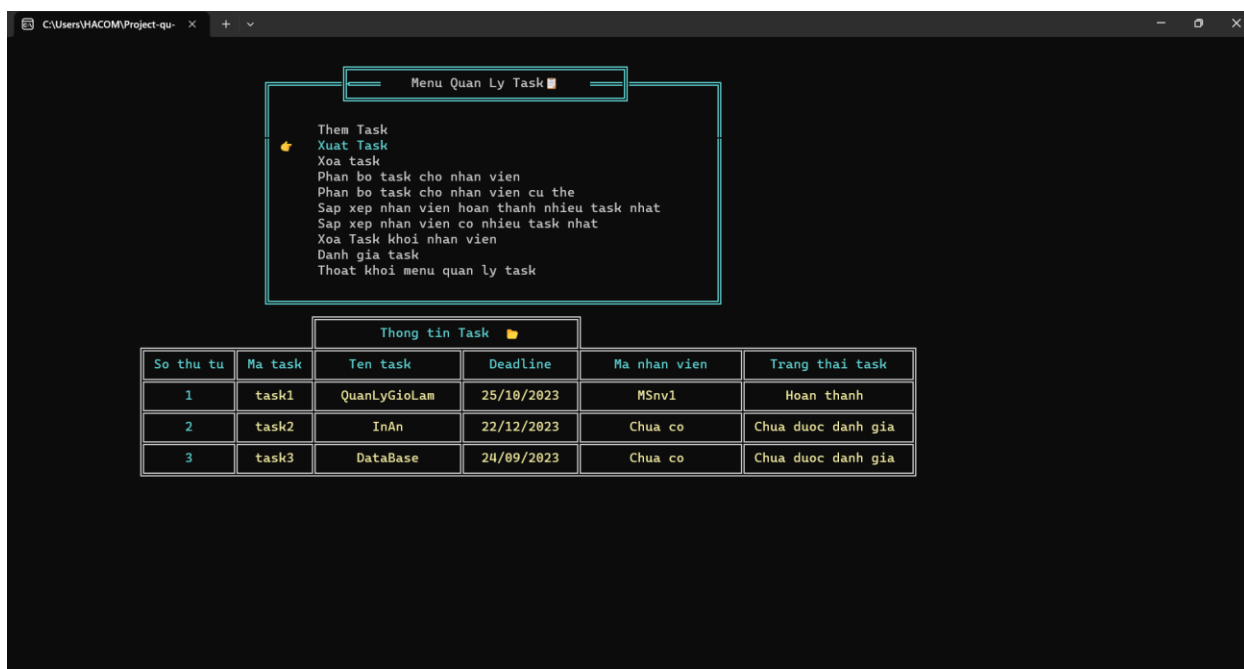 C:\Users\HACOM\Project-qu-
Menu Quan Ly Task
Them Task
Xuat Task
Xoa task
Phan bo task cho nhan vien
Phan bo task cho nhan vien cu the
Sap xep nhan vien hoan thanh nhieu task nhat
Sap xep nhan vien co nhieu task nhat
Xoa Task khoi nhan vien
Danh gia task
Thoat khoi menu quan ly task
Thong tin Task
So thu tu Ma task Ten task Deadline Ma nhan vien Trang thai task
1 task1 QuanLyGioLam 25/10/2023 MSnv1 Hoan thanh
2 task2 InAn 22/12/2023 Chua co Chua duoc danh gia
3 task3 DataBase 24/09/2023 Chua co Chua duoc danh gia